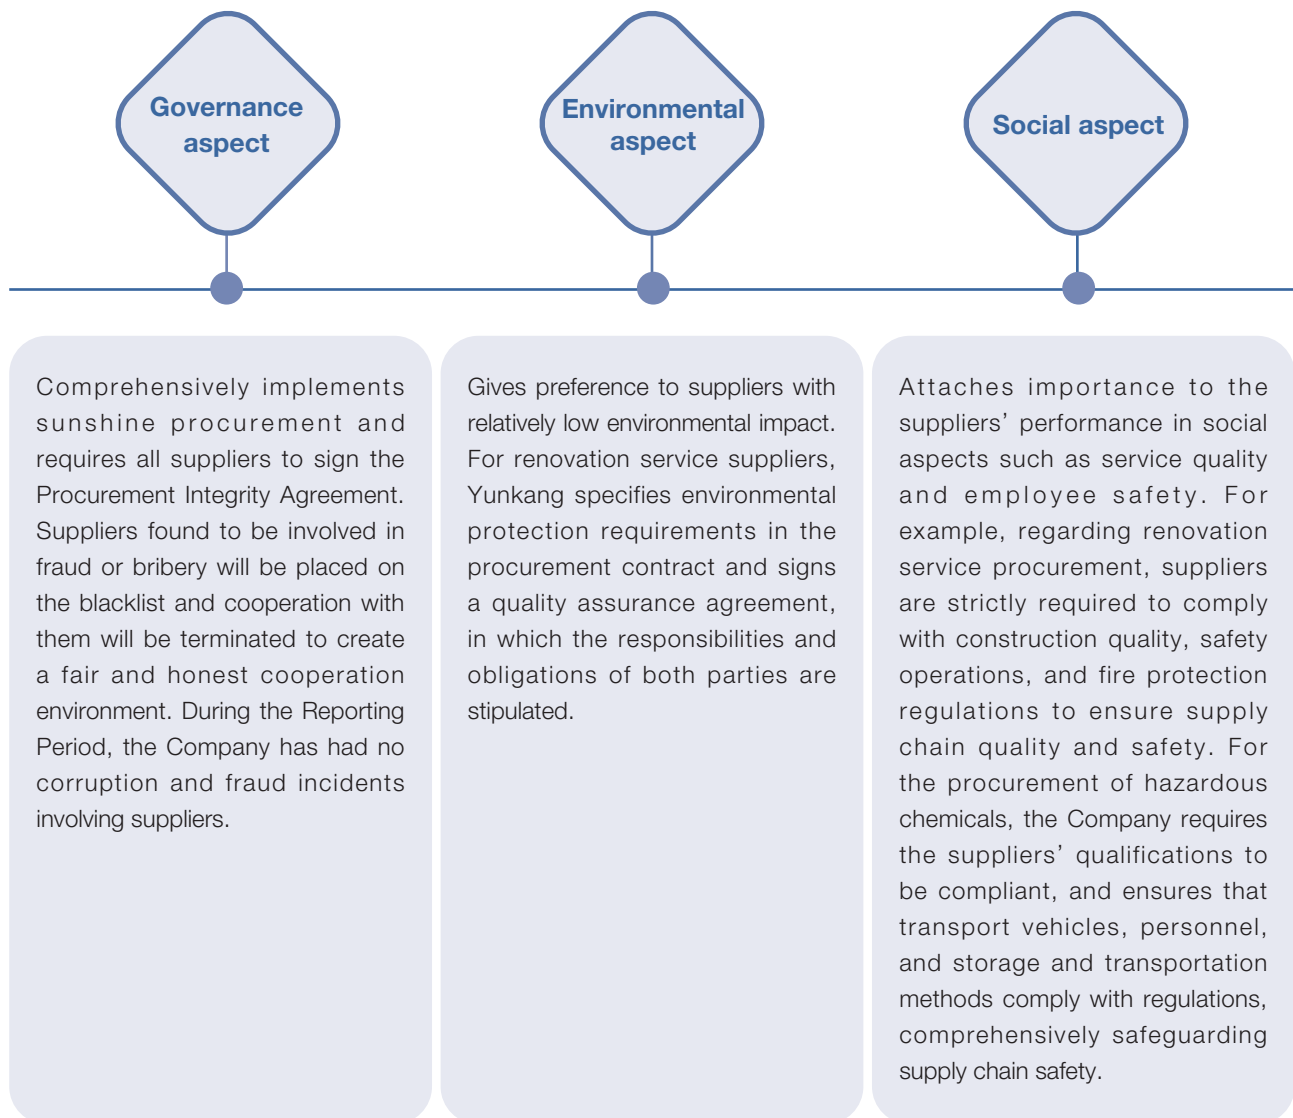 Governance
aspect
Environmental
aspect
Social aspect
Comprehensively implements
sunshine procurement and
requires all suppliers to sign the
Procurement Integrity Agreement.
Suppliers found to be involved in
fraud or bribery will be placed on
the blacklist and cooperation with
them will be terminated to create
a fair and honest cooperation
environment. During the Reporting
Period, the Company has had no
corruption and fraud incidents
involving suppliers.
Gives preference to suppliers with
relatively low environmental impact.
For renovation service suppliers,
Yunkang specifies environmental
protection requirements in the
procurement contract and signs
a quality assurance agreement,
in which the responsibilities and
obligations of both parties are
stipulated.
Attaches importance to the
suppliers’ performance in social
aspects such as service quality
and employee safety. For
example, regarding renovation
service procurement, suppliers
are strictly required to comply
with construction quality, safety
operations, and fire protection
regulations to ensure supply
chain quality and safety. For
the procurement of hazardous
chemicals, the Company requires
the suppliers’ qualifications to
be compliant, and ensures that
transport vehicles, personnel,
and storage and transportation
methods comply with regulations,
comprehensively safeguarding
supply chain safety.